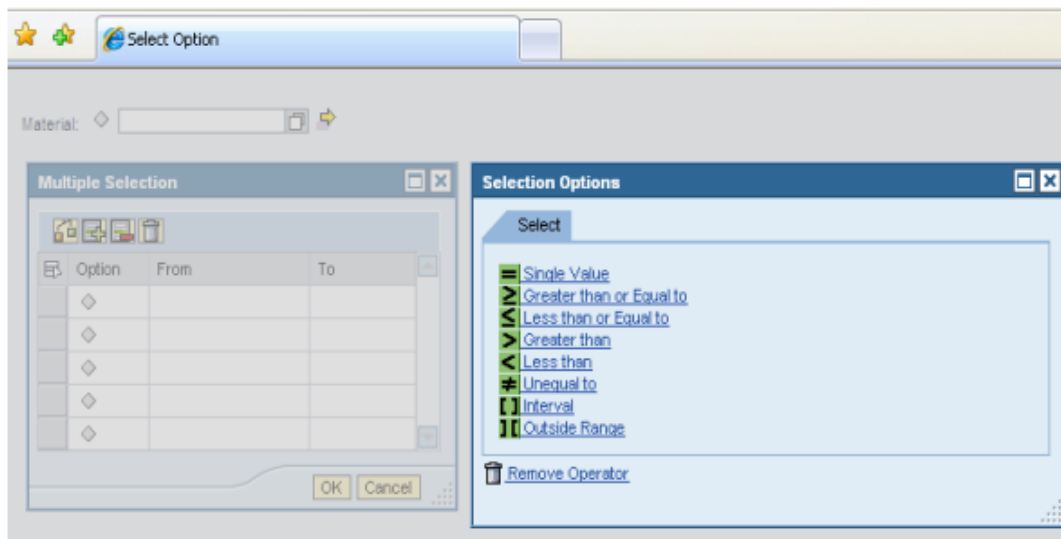 Select Option
Material:
Multiple Selection
Selection Options
Select
Option From To
= Single Value
≥ Greater than or Equal to
≤ Less than or Equal to
> Greater than
< Less than
≠ Unequal to
[ ] Interval
] [ Outside Range
Remove Operator
OK Cancel